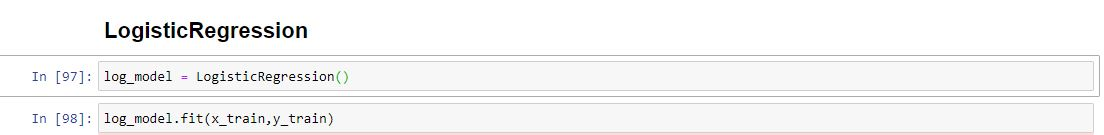 LogisticRegression
In [97]: log_model = LogisticRegression()
In [98]: log_model.fit(x_train,y_train)